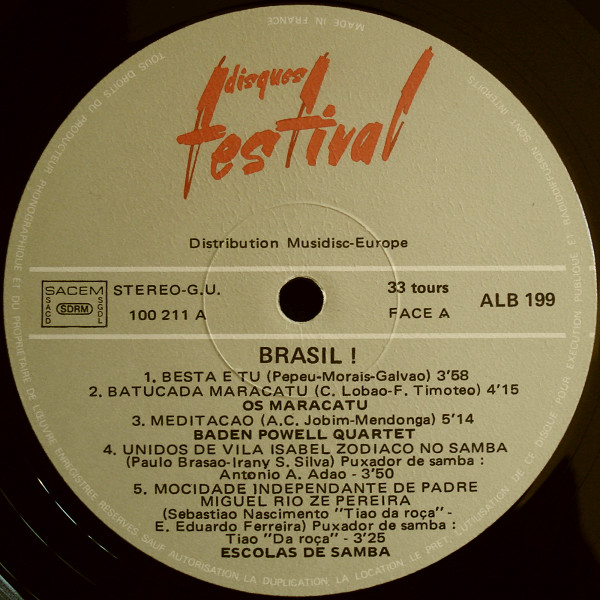 MADE IN FRANCE
disques
festival
Distribution Musidisc-Europe
SACEM
SACD
SDRM
SGDL
STEREO-G.U.
100 211 A
33 tours
FACE A
ALB 199
BRASIL !
1. BESTA E TU (Pepeu-Morais-Galvao) 3'58
2. BATUCADA MARACATU (C. Lobao-F. Timoteo) 4'15
OS MARACATU
3. MEDITACAO (A.C. Jobim-Mendonga) 5'14
BADEN POWELL QUARTET
4. UNIDOS DE VILA ISABEL ZODIACO NO SAMBA
(Paulo Brasao-Irany S. Silva) Puxador de samba :
Antonio A. Adao - 3'50
5. MOCIDADE INDEPENDANTE DE PADRE
MIGUEL RIO ZE PEREIRA
(Sebastiao Nascimento "Tiao da roça" -
E. Eduardo Ferreira) Puxador de samba :
Tiao "Da roça" - 3'25
ESCOLAS DE SAMBA
TOUS DROITS DU PRODUCTEUR PHONOGRAPHIQUE ET DU PROPRIETAIRE DE L'ŒUVRE ENREGISTREE RESERVES SAUF AUTORISATION, LA DUPLICATION, LA LOCATION, LE PRET, L'UTILISATION DE CE DISQUE POUR EXECUTION PUBLIQUE ET RADIODIFFUSION SONT INTERDITS